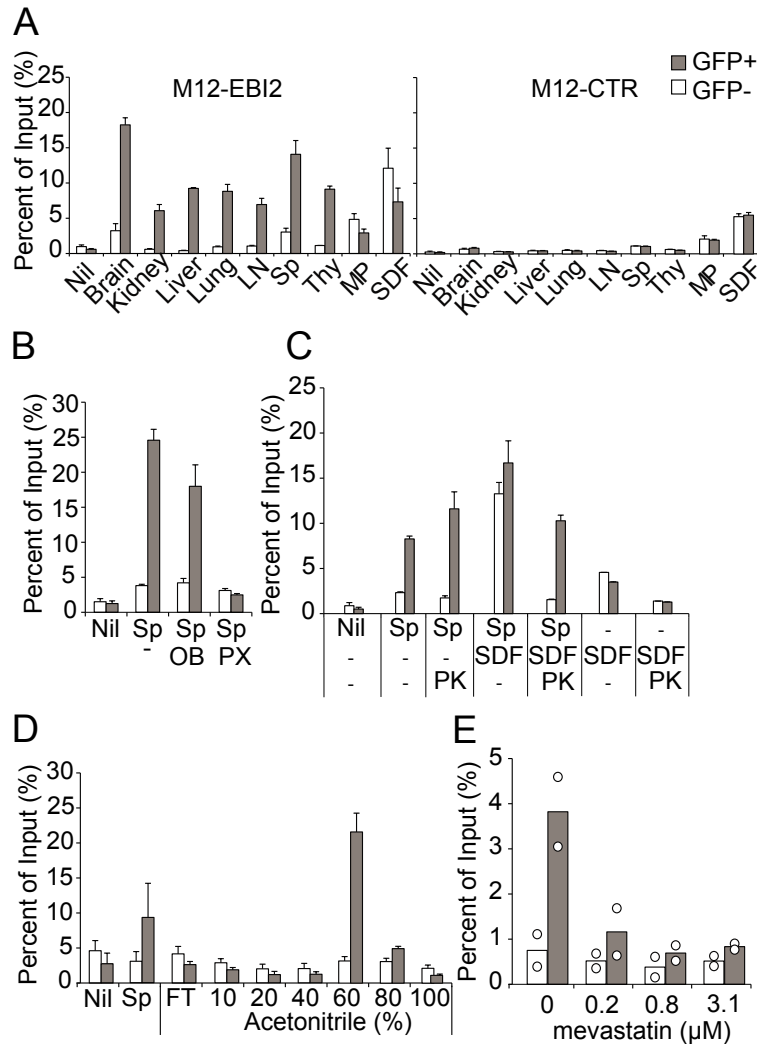 A
GFP+
GFP-
M12-EBI2
M12-CTR
Percent of Input (%)
25
20
15
10
5
0
Nil Brain Kidney Liver Lung LN Sp Thy MP SDF
Nil Brain Kidney Liver Lung LN Sp Thy MP SDF
B
Percent of Input (%)
30
25
20
15
10
5
0
Nil Sp Sp Sp
- OB PX
C
Percent of Input (%)
25
20
15
10
5
0
Nil Sp Sp Sp Sp - -
- - - SDF SDF SDF SDF
- - PK - PK - PK
D
Percent of Input (%)
30
25
20
15
10
5
0
Nil Sp FT 10 20 40 60 80 100
Acetonitrile (%)
E
Percent of Input (%)
5
4
3
2
1
0
0 0.2 0.8 3.1
mevastatin (µM)